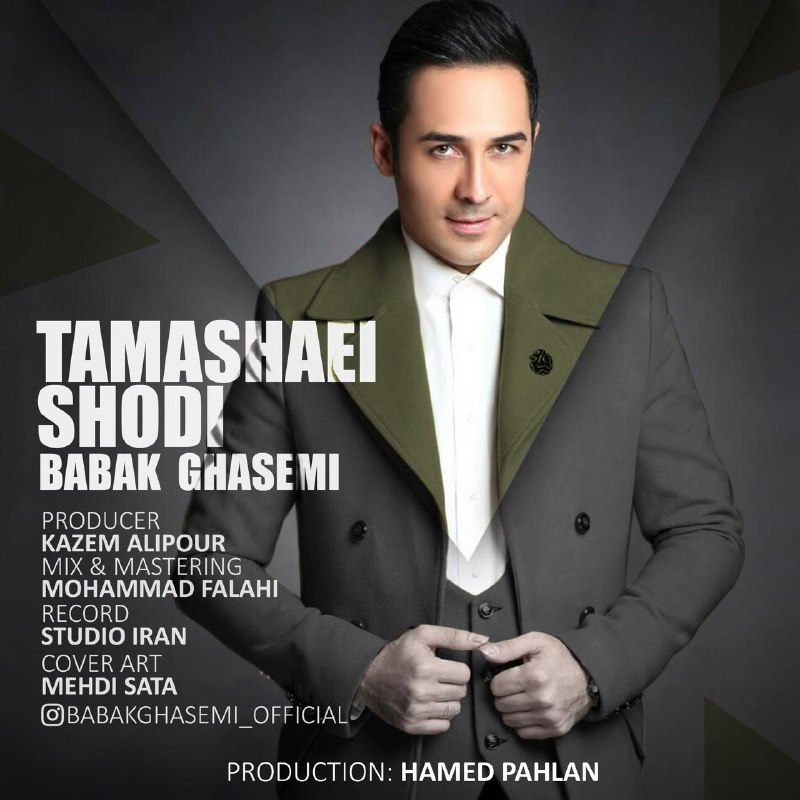 TAMASHAEI
SHODI
BABAK GHASEMI
PRODUCER
KAZEM ALIPOUR
MIX & MASTERING
MOHAMMAD FALAHI
RECORD
STUDIO IRAN
COVER ART
MEHDI SATA
BABAKGHASEMI_OFFICIAL
PRODUCTION: HAMED PAHLAN